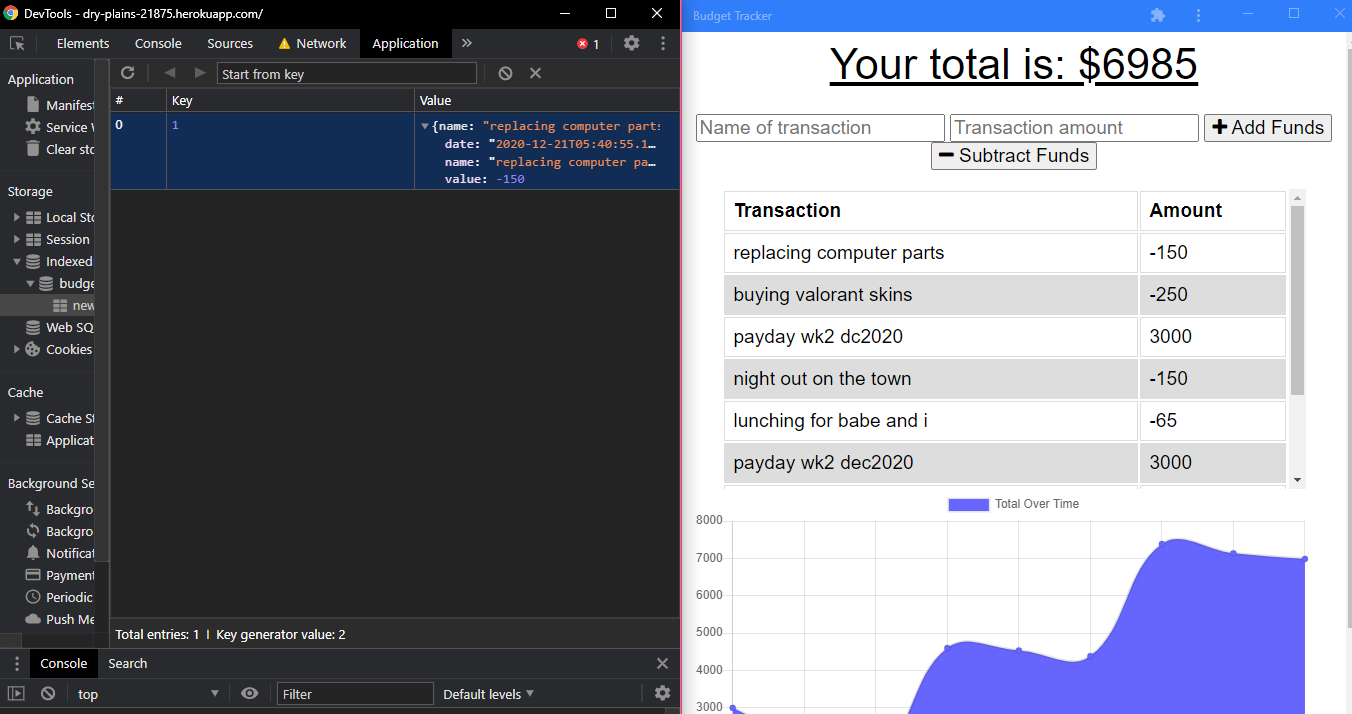 DevTools - dry-plains-21875.herokuapp.com/
Elements Console Sources Network Application » 1
Application
Manifest
Service W
Clear sto
Storage
Local Sto
Session
Indexed
budge
new
Web SQ
Cookies
Cache
Cache St
Applicat
Background Se
Backgro
Backgro
Notificat
Payment
Periodic
Push Me
Start from key
# Key Value
0 1 {name: "replacing computer parts
date: "2020-12-21T05:40:55.1…
name: "replacing computer pa…
value: -150
Total entries: 1 Key generator value: 2
Console Search
top Filter Default levels
Budget Tracker
Your total is: $6985
Name of transaction Transaction amount + Add Funds
− Subtract Funds
Transaction Amount
replacing computer parts -150
buying valorant skins -250
payday wk2 dc2020 3000
night out on the town -150
lunching for babe and i -65
payday wk2 dec2020 3000
Total Over Time
8000
7000
6000
5000
4000
3000